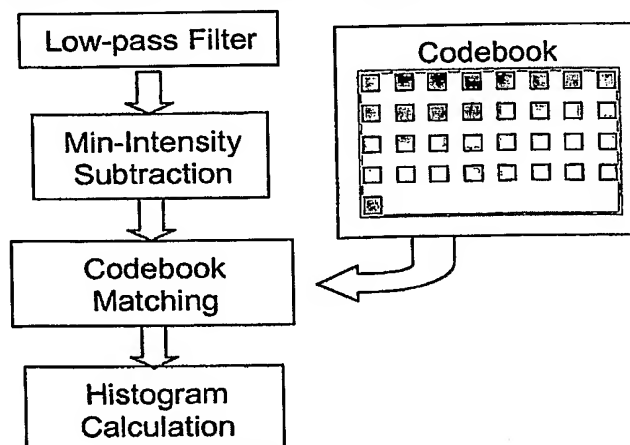 Low-pass Filter
Min-Intensity
Subtraction
Codebook
Matching
Histogram
Calculation
Codebook